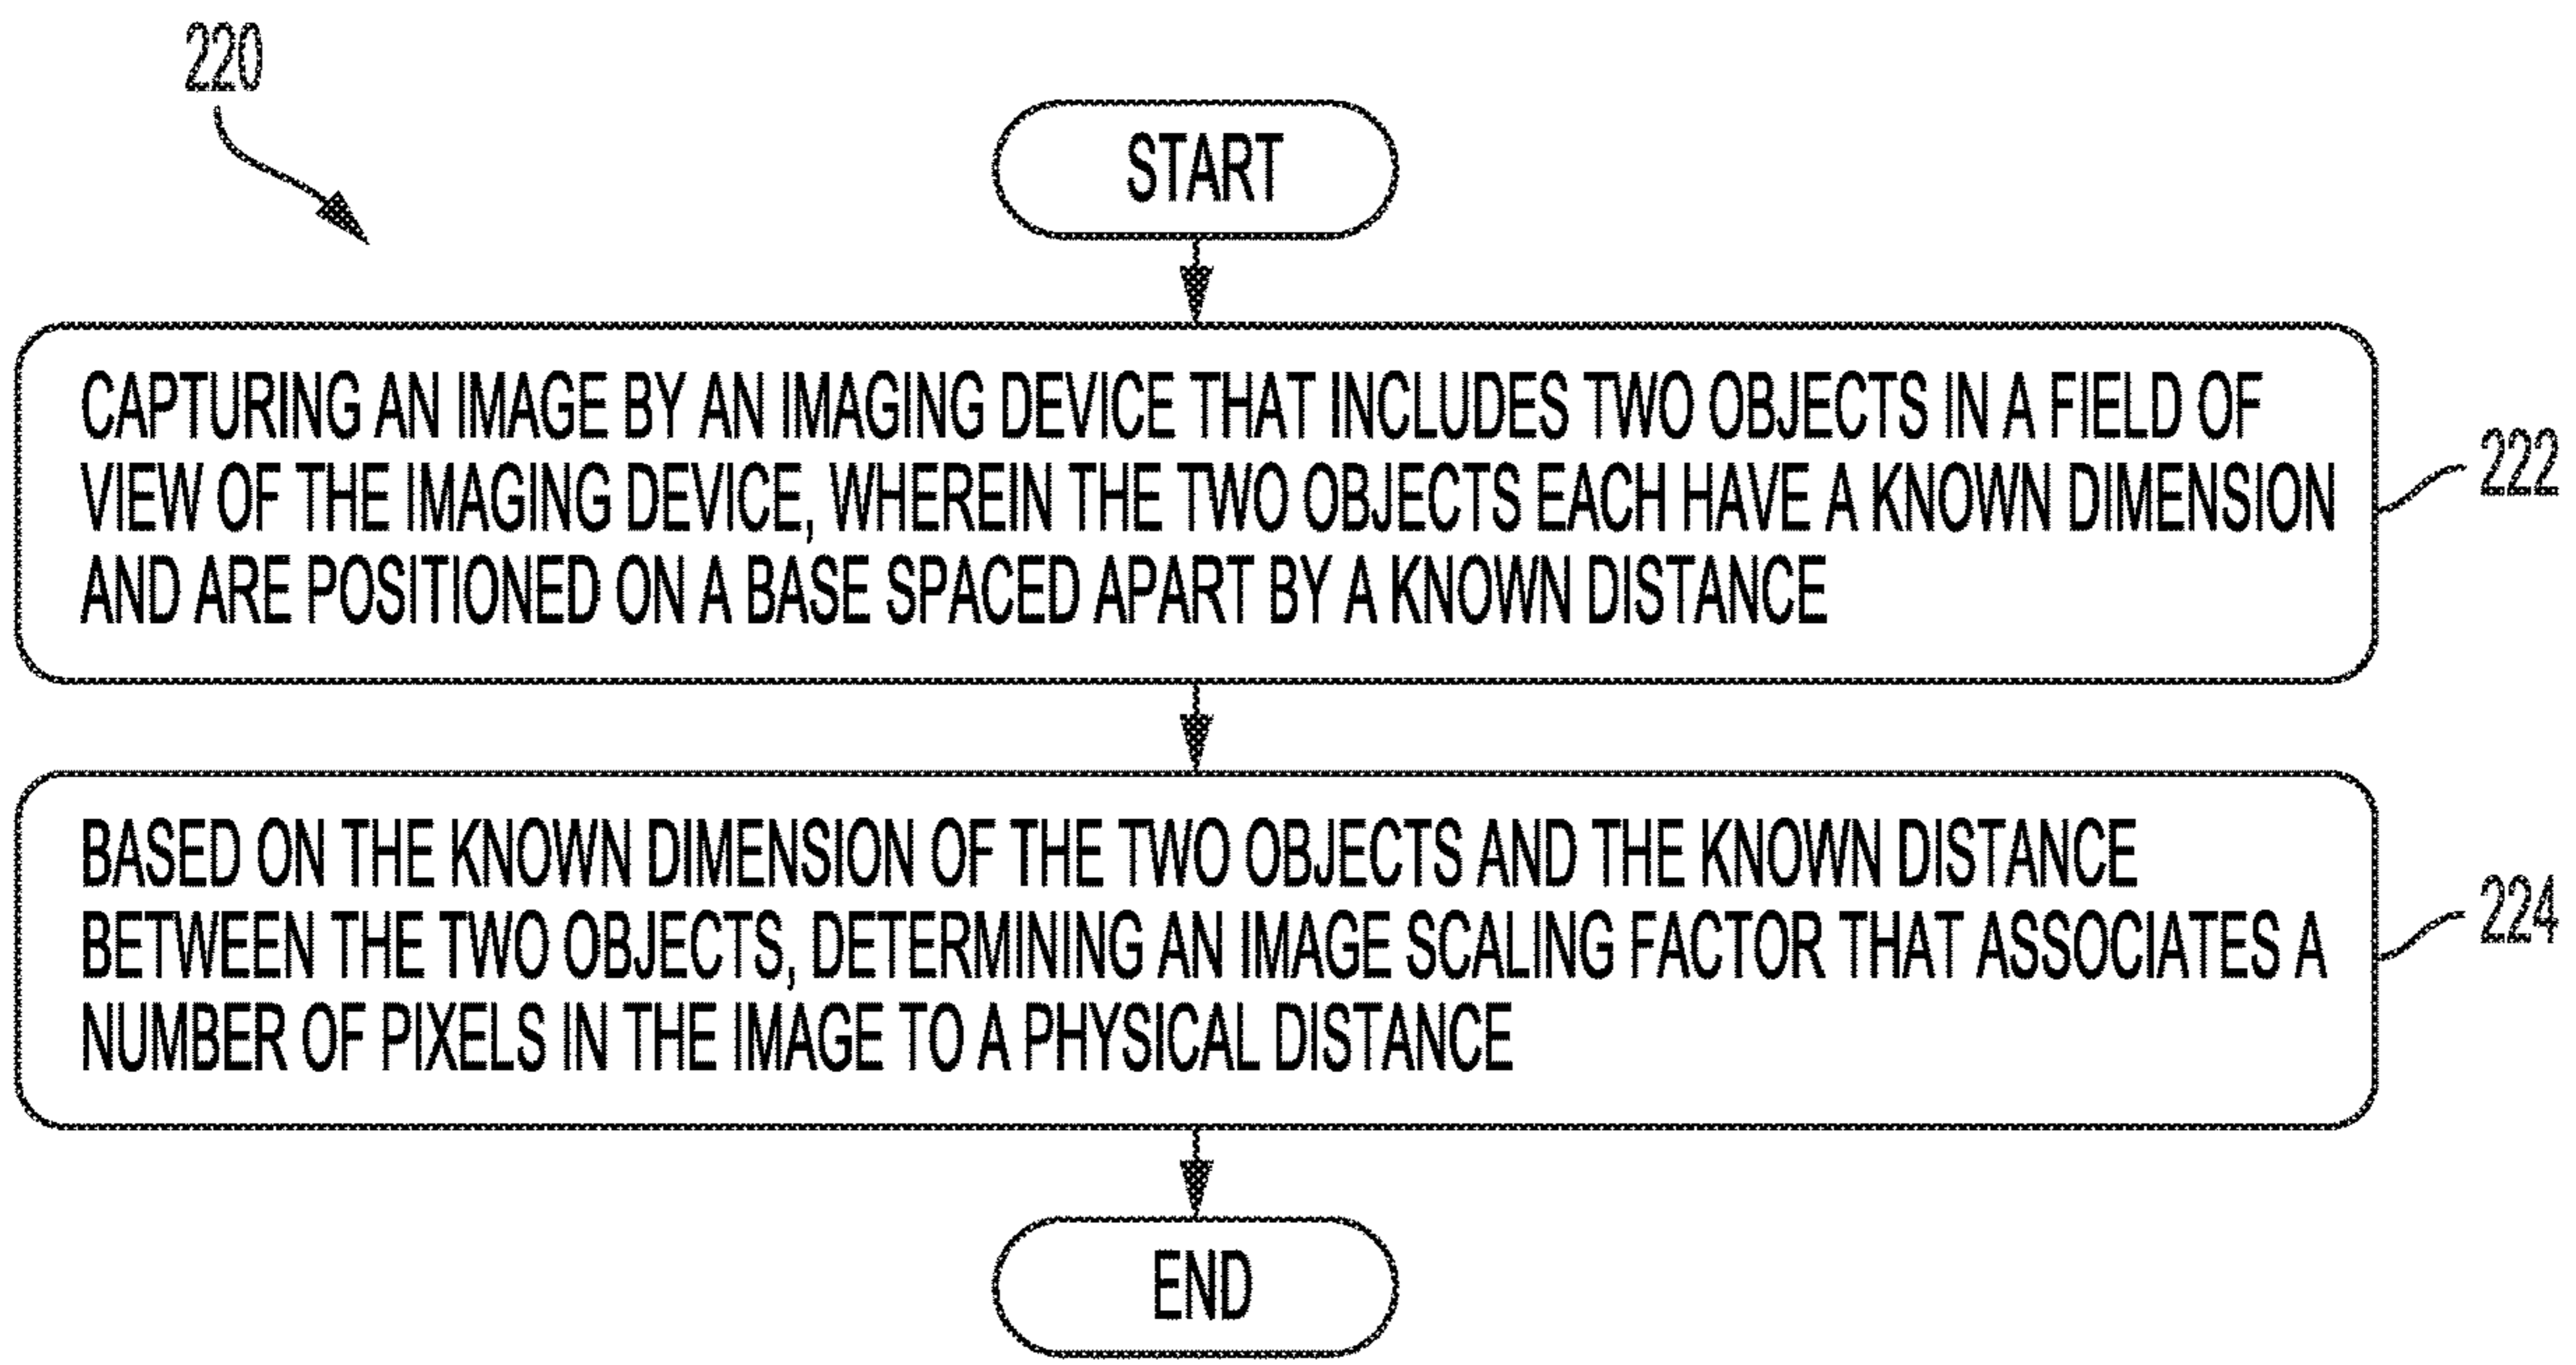 220
START
CAPTURING AN IMAGE BY AN IMAGING DEVICE THAT INCLUDES TWO OBJECTS IN A FIELD OF
VIEW OF THE IMAGING DEVICE, WHEREIN THE TWO OBJECTS EACH HAVE A KNOWN DIMENSION
AND ARE POSITIONED ON A BASE SPACED APART BY A KNOWN DISTANCE
222
BASED ON THE KNOWN DIMENSION OF THE TWO OBJECTS AND THE KNOWN DISTANCE
BETWEEN THE TWO OBJECTS, DETERMINING AN IMAGE SCALING FACTOR THAT ASSOCIATES A
NUMBER OF PIXELS IN THE IMAGE TO A PHYSICAL DISTANCE
224
END